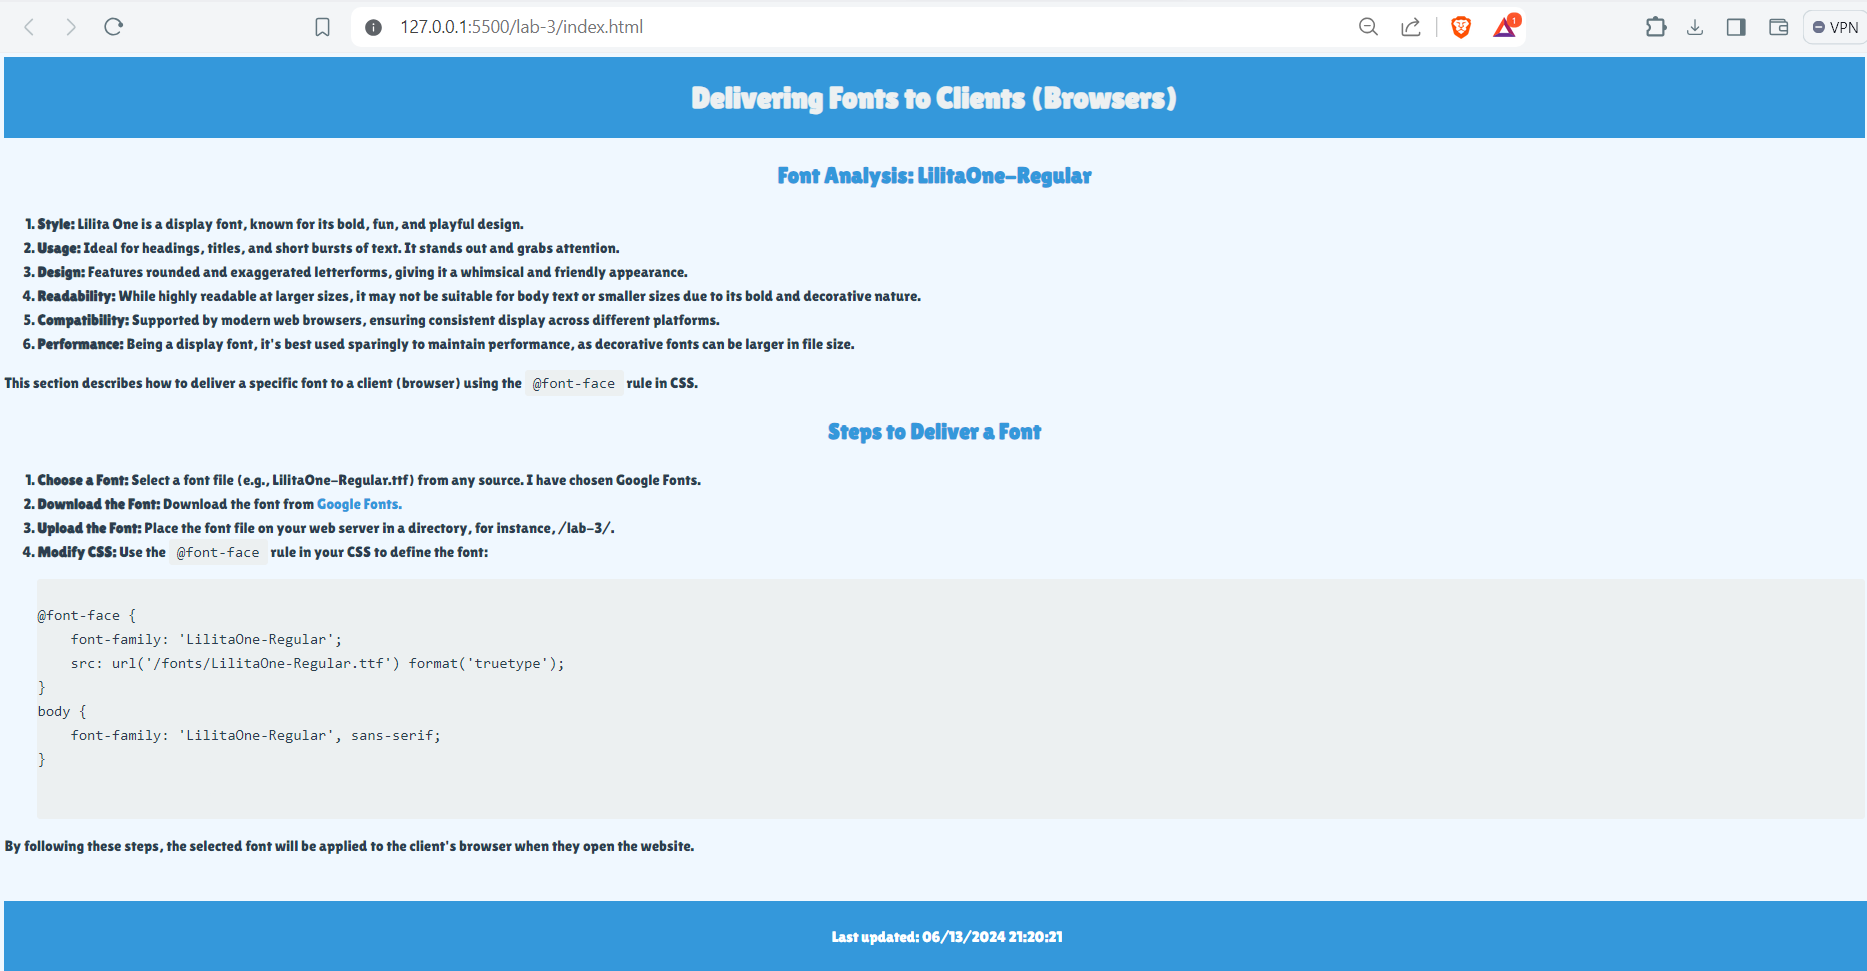 127.0.0.1:5500/lab-3/index.html
1
VPN
Delivering Fonts to Clients (Browsers)
Font Analysis: LilitaOne-Regular
1. Style: Lilita One is a display font, known for its bold, fun, and playful design.
2. Usage: Ideal for headings, titles, and short bursts of text. It stands out and grabs attention.
3. Design: Features rounded and exaggerated letterforms, giving it a whimsical and friendly appearance.
4. Readability: While highly readable at larger sizes, it may not be suitable for body text or smaller sizes due to its bold and decorative nature.
5. Compatibility: Supported by modern web browsers, ensuring consistent display across different platforms.
6. Performance: Being a display font, it's best used sparingly to maintain performance, as decorative fonts can be larger in file size.
This section describes how to deliver a specific font to a client (browser) using the @font-face rule in CSS.
Steps to Deliver a Font
1. Choose a Font: Select a font file (e.g., LilitaOne-Regular.ttf) from any source. I have chosen Google Fonts.
2. Download the Font: Download the font from Google Fonts.
3. Upload the Font: Place the font file on your web server in a directory, for instance, /lab-3/.
4. Modify CSS: Use the @font-face rule in your CSS to define the font:
@font-face {
    font-family: 'LilitaOne-Regular';
    src: url('/fonts/LilitaOne-Regular.ttf') format('truetype');
}
body {
    font-family: 'LilitaOne-Regular', sans-serif;
}
By following these steps, the selected font will be applied to the client's browser when they open the website.
Last updated: 06/13/2024 21:20:21